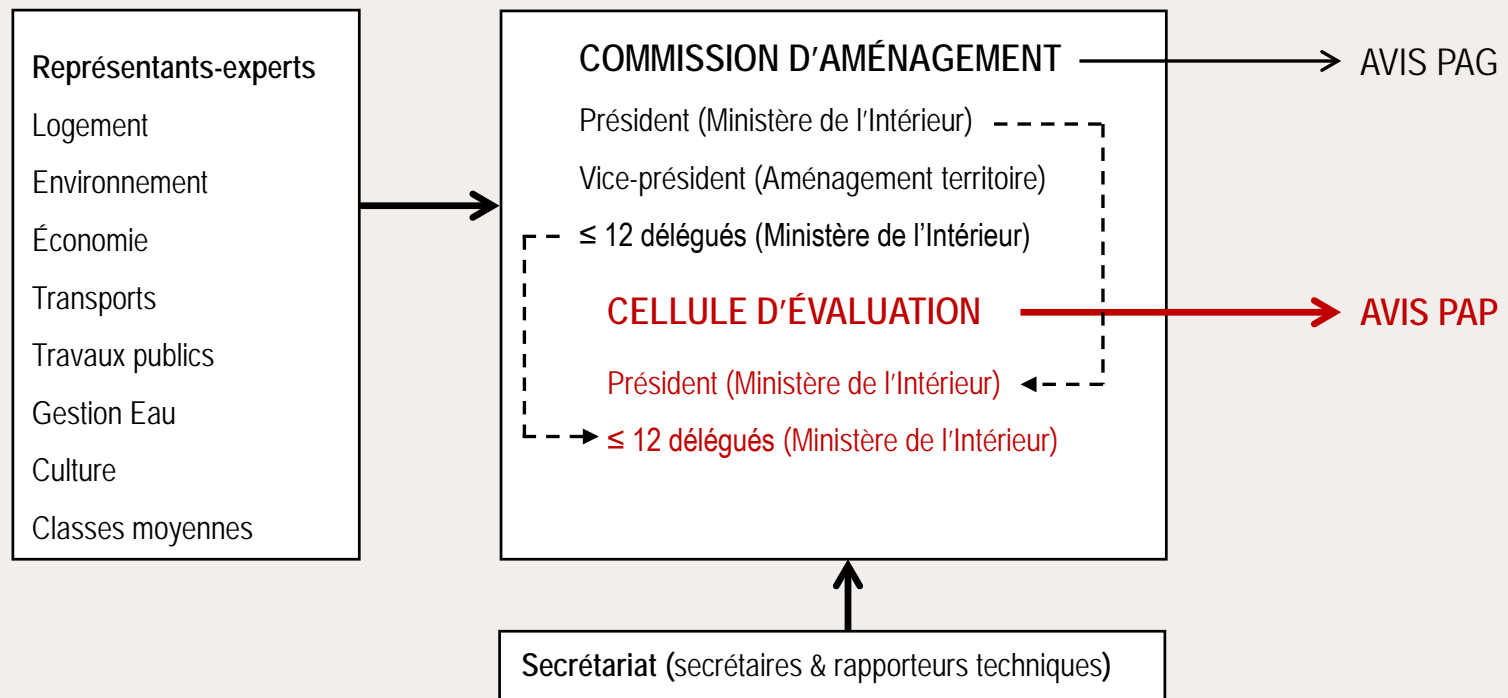 Représentants-experts
Logement
Environnement
Économie
Transports
Travaux publics
Gestion Eau
Culture
Classes moyennes
COMMISSION D'AMÉNAGEMENT
AVIS PAG
Président (Ministère de l'Intérieur)
Vice-président (Aménagement territoire)
≤ 12 délégués (Ministère de l'Intérieur)
CELLULE D'ÉVALUATION
AVIS PAP
Président (Ministère de l'Intérieur)
≤ 12 délégués (Ministère de l'Intérieur)
Secrétariat (secrétaires & rapporteurs techniques)